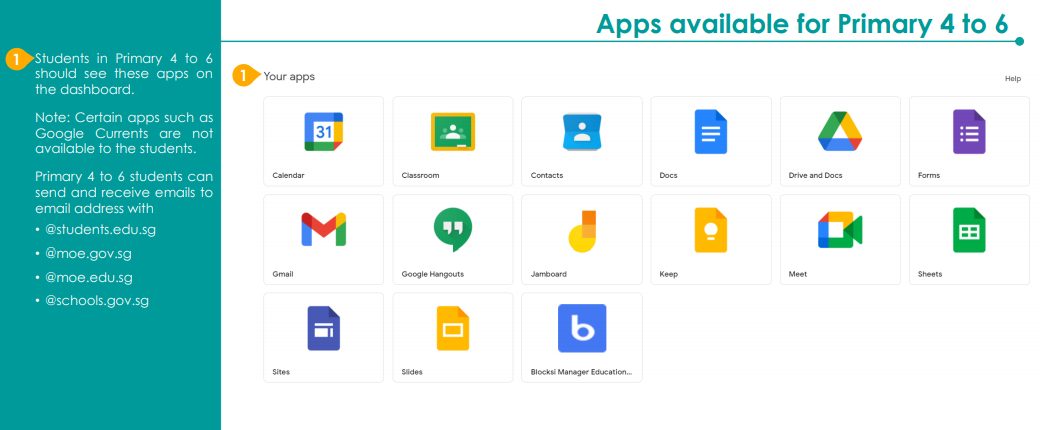 Apps available for Primary 4 to 6
1
Students in Primary 4 to 6
should see these apps on
the dashboard.
Note: Certain apps such as
Google Currents are not
available to the students.
Primary 4 to 6 students can
send and receive emails to
email address with
• @students.edu.sg
• @moe.gov.sg
• @moe.edu.sg
• @schools.gov.sg
1 Your apps
Help
31
Calendar
Classroom
Contacts
Docs
Drive and Docs
Forms
Gmail
Google Hangouts
Jamboard
Keep
Meet
Sheets
Sites
Slides
b
Blocksi Manager Education...